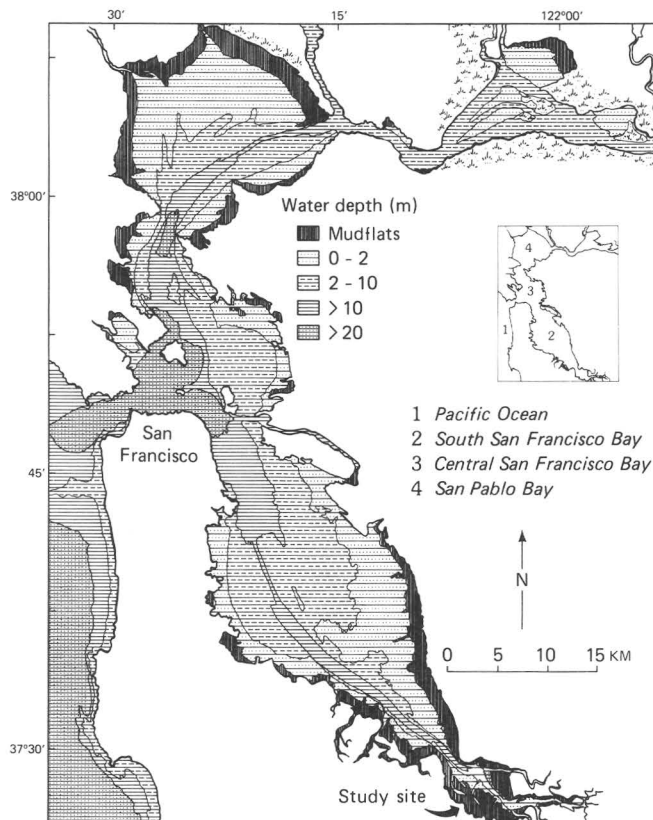 30'
15'
122°00'
38°00'
Water depth (m)
Mudflats
0 - 2
2 - 10
>10
>20
4
3
1
2
1 Pacific Ocean
2 South San Francisco Bay
3 Central San Francisco Bay
4 San Pablo Bay
San
Francisco
45'
N
0 5 10 15 KM
37°30'
Study site